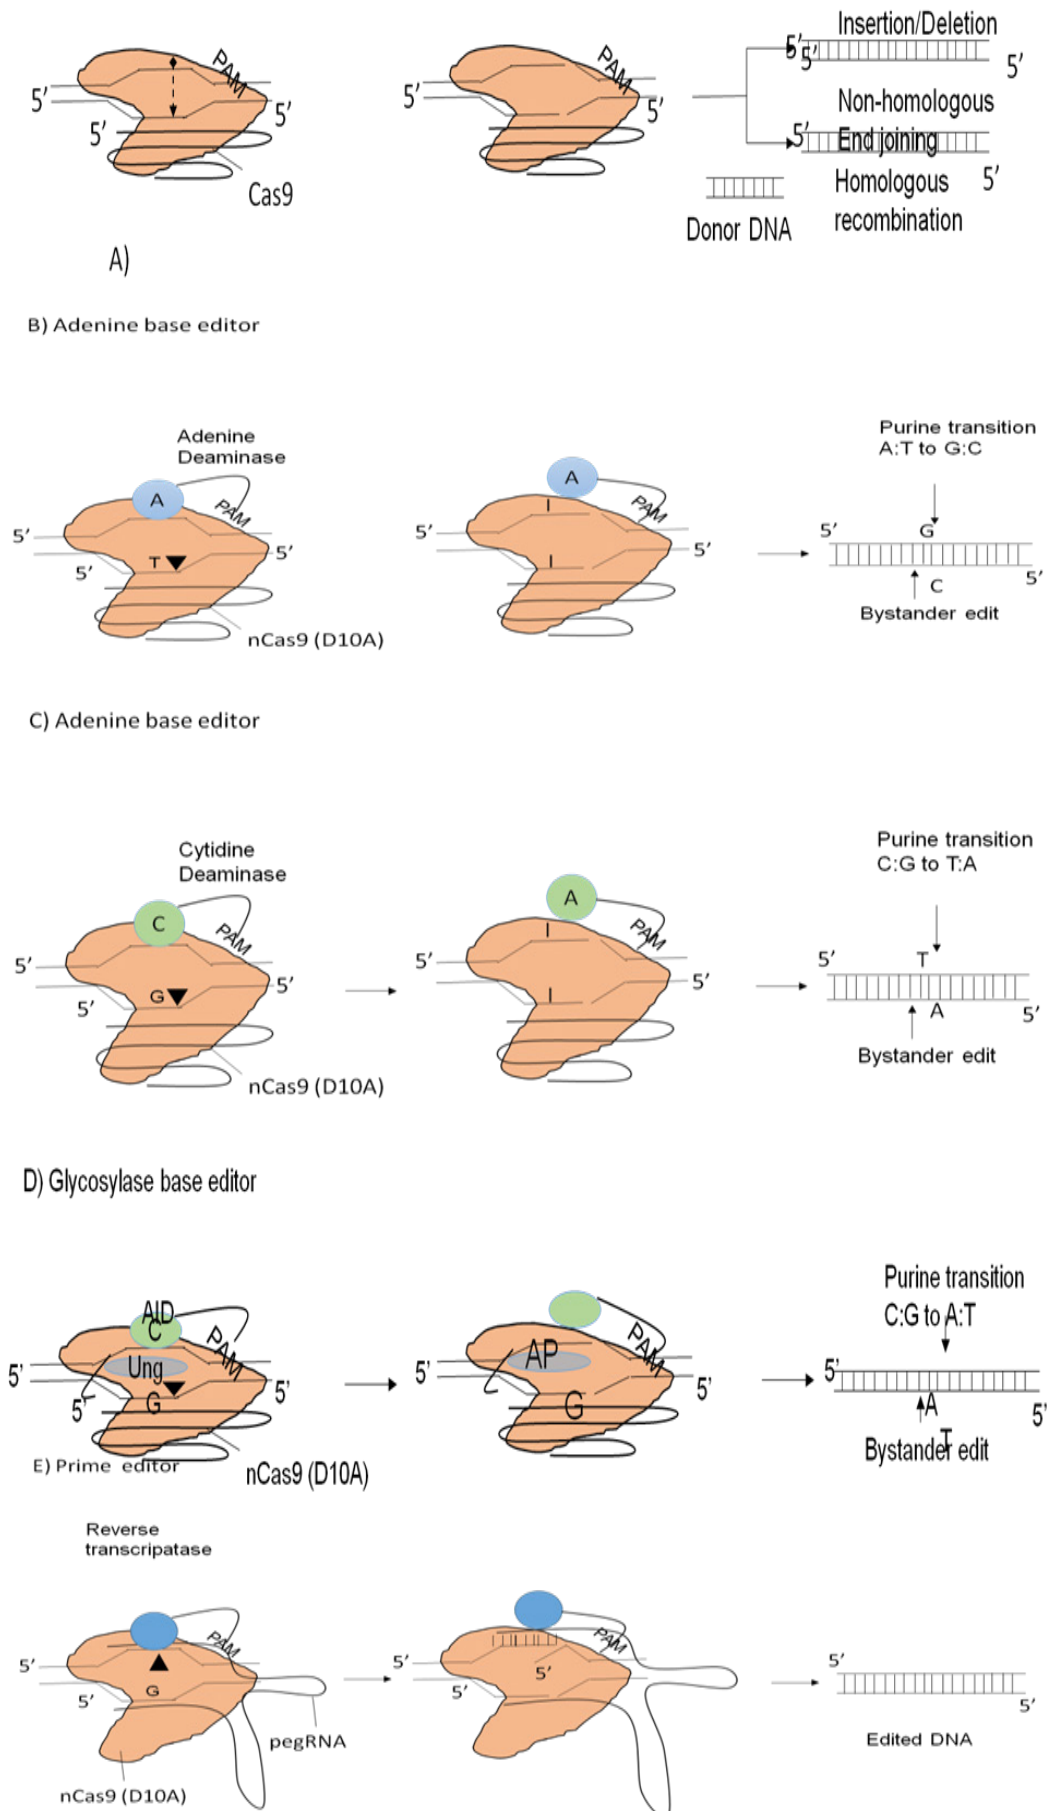 PAM
5'
5'
5'
Cas9
A)
PAM
5'
5'
Insertion/Deletion
5'
5'
5'
Non-homologous
End joining
5'
Homologous
recombination
5'
Donor DNA
B) Adenine base editor
Adenine
Deaminase
A
PAM
5'
5'
T
5'
nCas9 (D10A)
A
PAM
I
5'
5'
I
Purine transition
A:T to G:C
5'
G
5'
C
Bystander edit
C) Adenine base editor
Cytidine
Deaminase
C
PAM
5'
5'
G
5'
nCas9 (D10A)
A
PAM
I
5'
5'
I
Purine transition
C:G to T:A
5'
T
A
5'
Bystander edit
D) Glycosylase base editor
AID
C
PAM
Ung
5'
5'
5'
G
nCas9 (D10A)
PAM
AP
5'
5'
G
Purine transition
C:G to A:T
5'
A
5'
T
Bystander edit
E) Prime editor
Reverse
transcripatase
PAM
5'
G
5'
pegRNA
nCas9 (D10A)
PAM
5'
5'
5'
5'
5'
Edited DNA